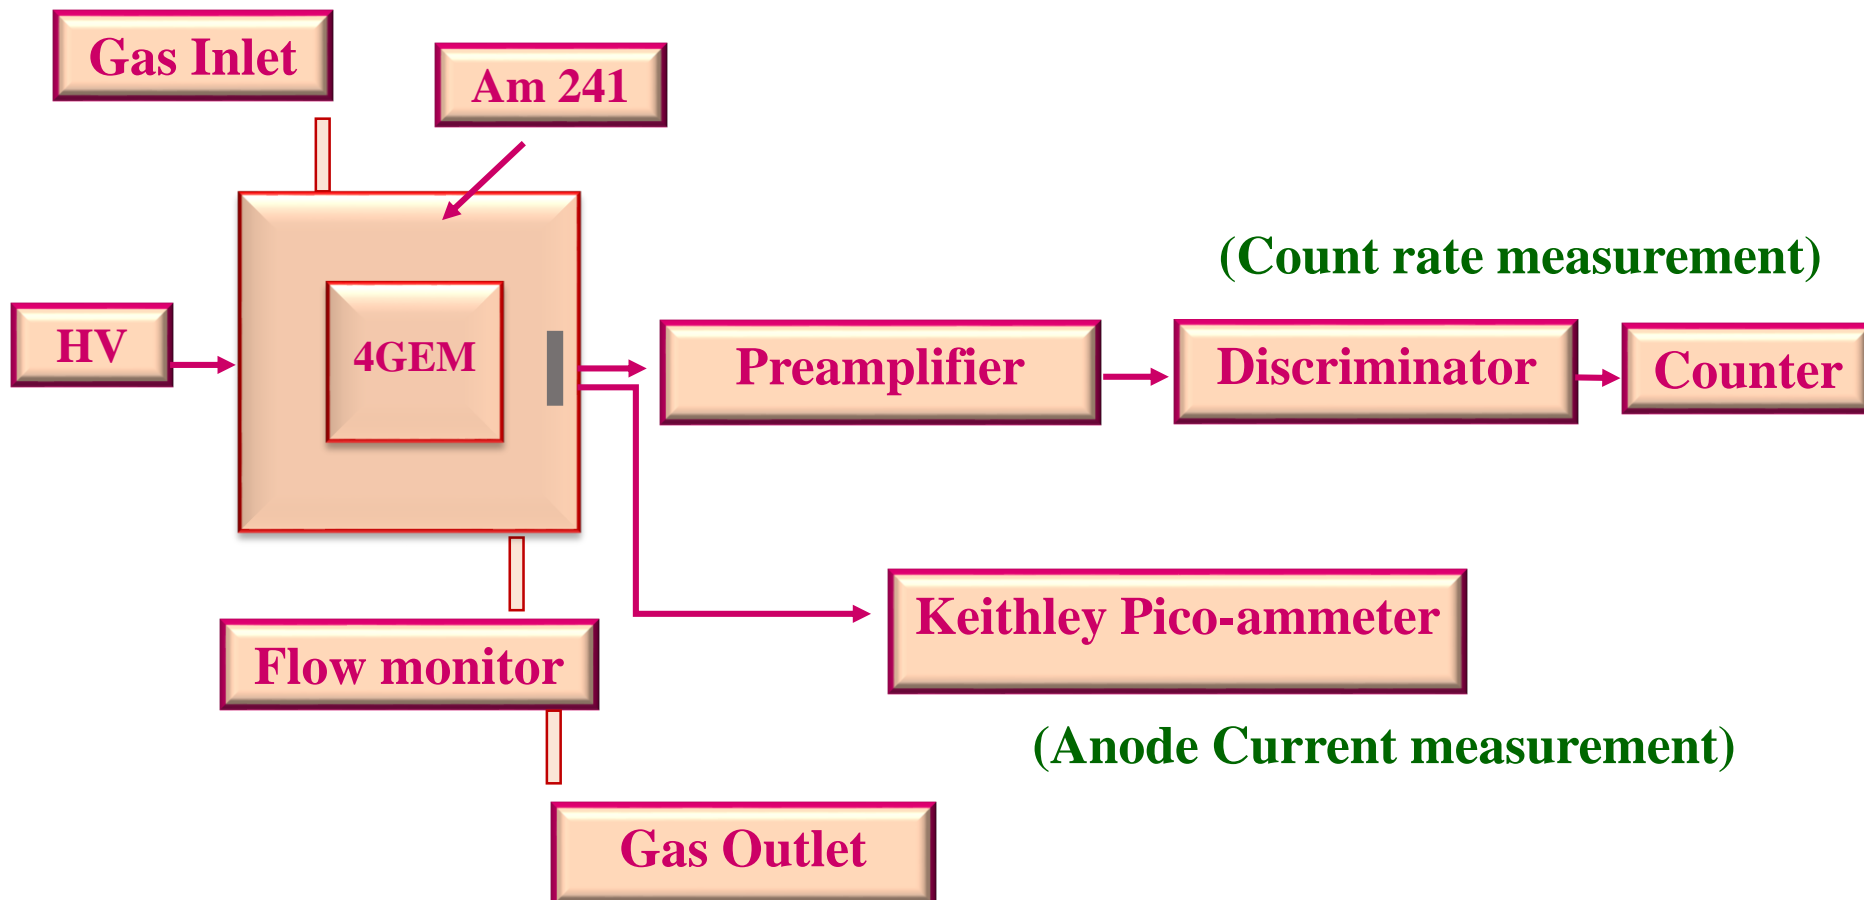 Gas Inlet
Am 241
(Count rate measurement)
HV
4GEM
Preamplifier
Discriminator
Counter
Keithley Pico-ammeter
Flow monitor
(Anode Current measurement)
Gas Outlet